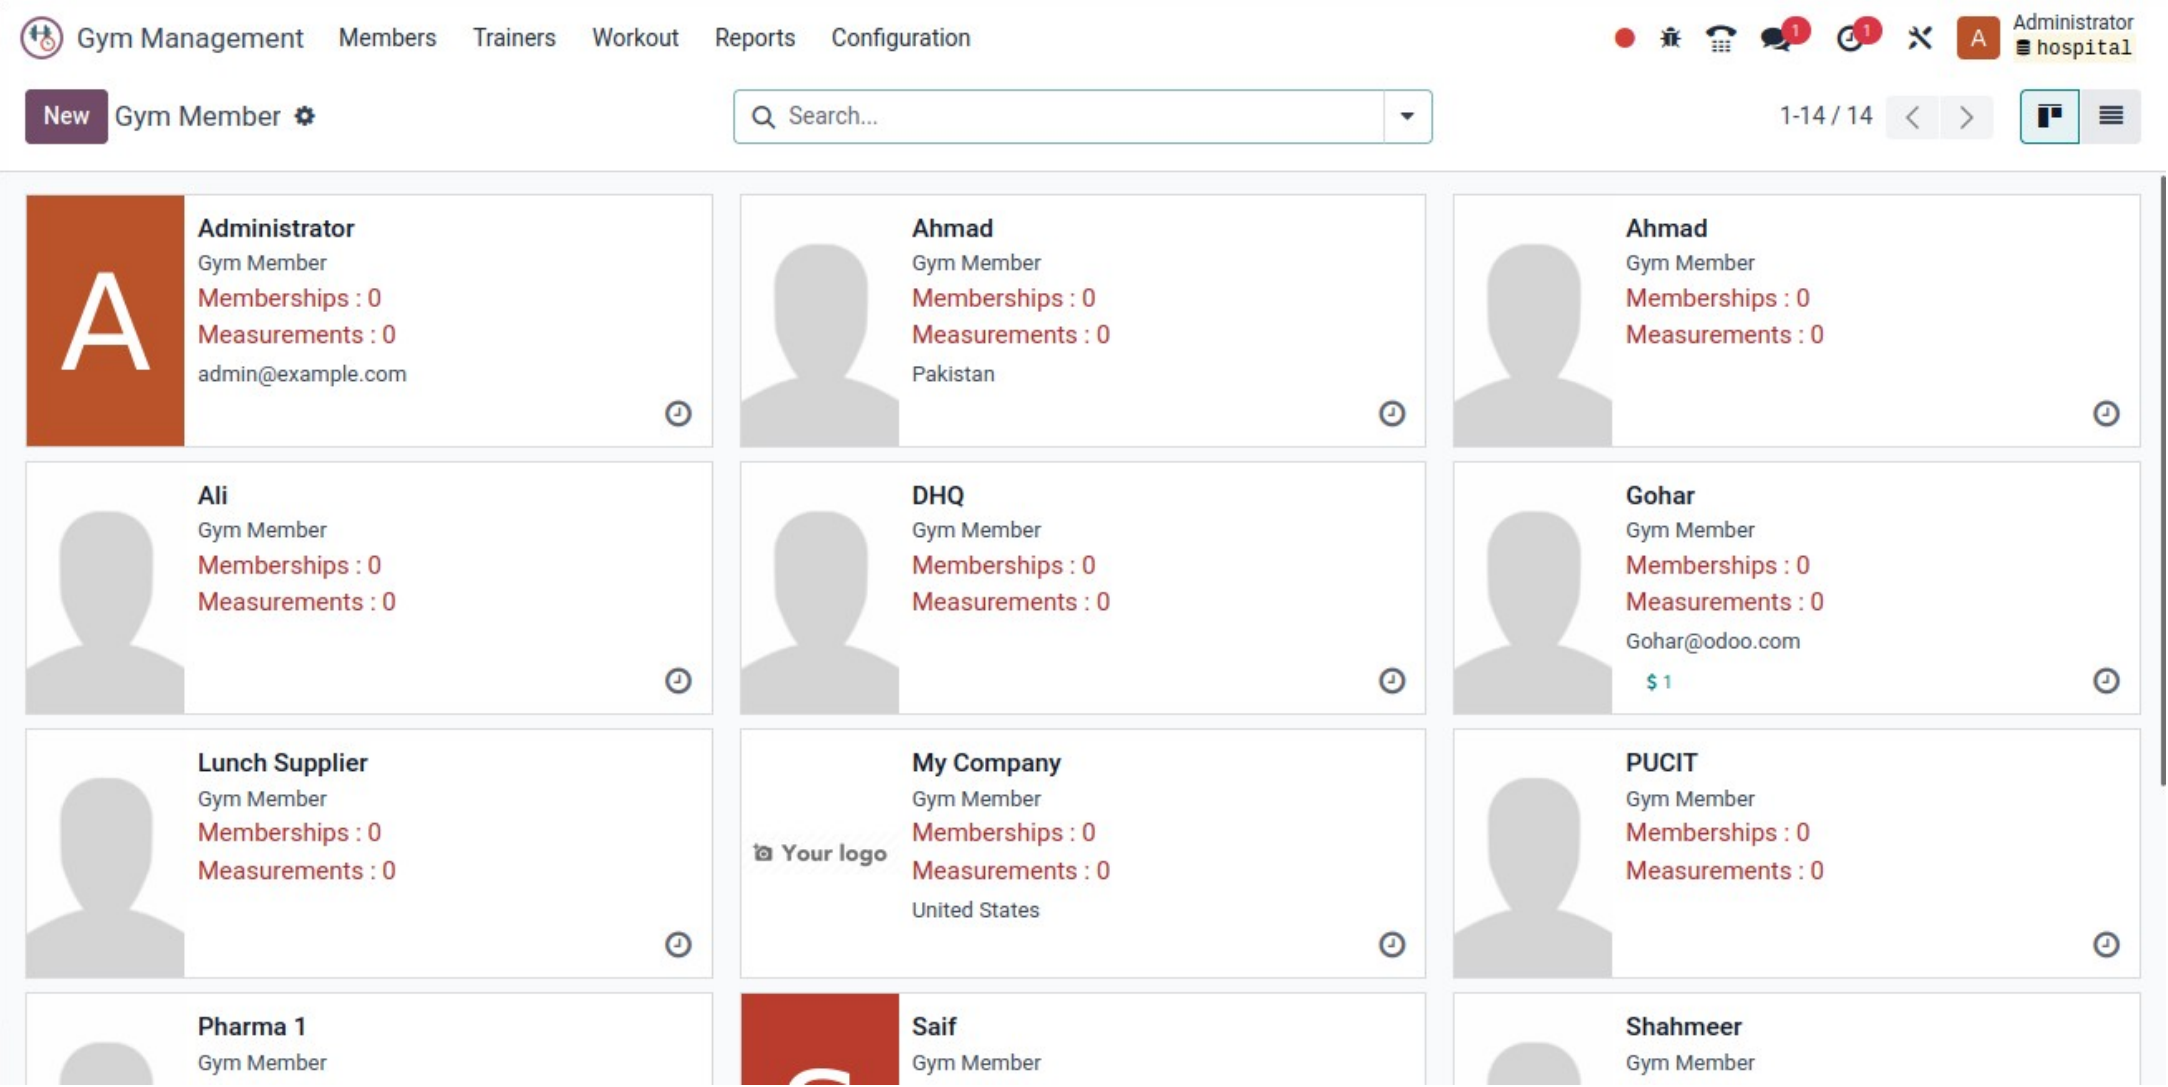 Gym Management Members Trainers Workout Reports Configuration 1 1 A Administrator
hospital
New Gym Member Search... 1-14 / 14
A
Administrator
Gym Member
Memberships : 0
Measurements : 0
admin@example.com
Ahmad
Gym Member
Memberships : 0
Measurements : 0
Pakistan
Ahmad
Gym Member
Memberships : 0
Measurements : 0
Ali
Gym Member
Memberships : 0
Measurements : 0
DHQ
Gym Member
Memberships : 0
Measurements : 0
Gohar
Gym Member
Memberships : 0
Measurements : 0
Gohar@odoo.com
$ 1
Lunch Supplier
Gym Member
Memberships : 0
Measurements : 0
Your logo
My Company
Gym Member
Memberships : 0
Measurements : 0
United States
PUCIT
Gym Member
Memberships : 0
Measurements : 0
Pharma 1
Gym Member
S
Saif
Gym Member
Shahmeer
Gym Member